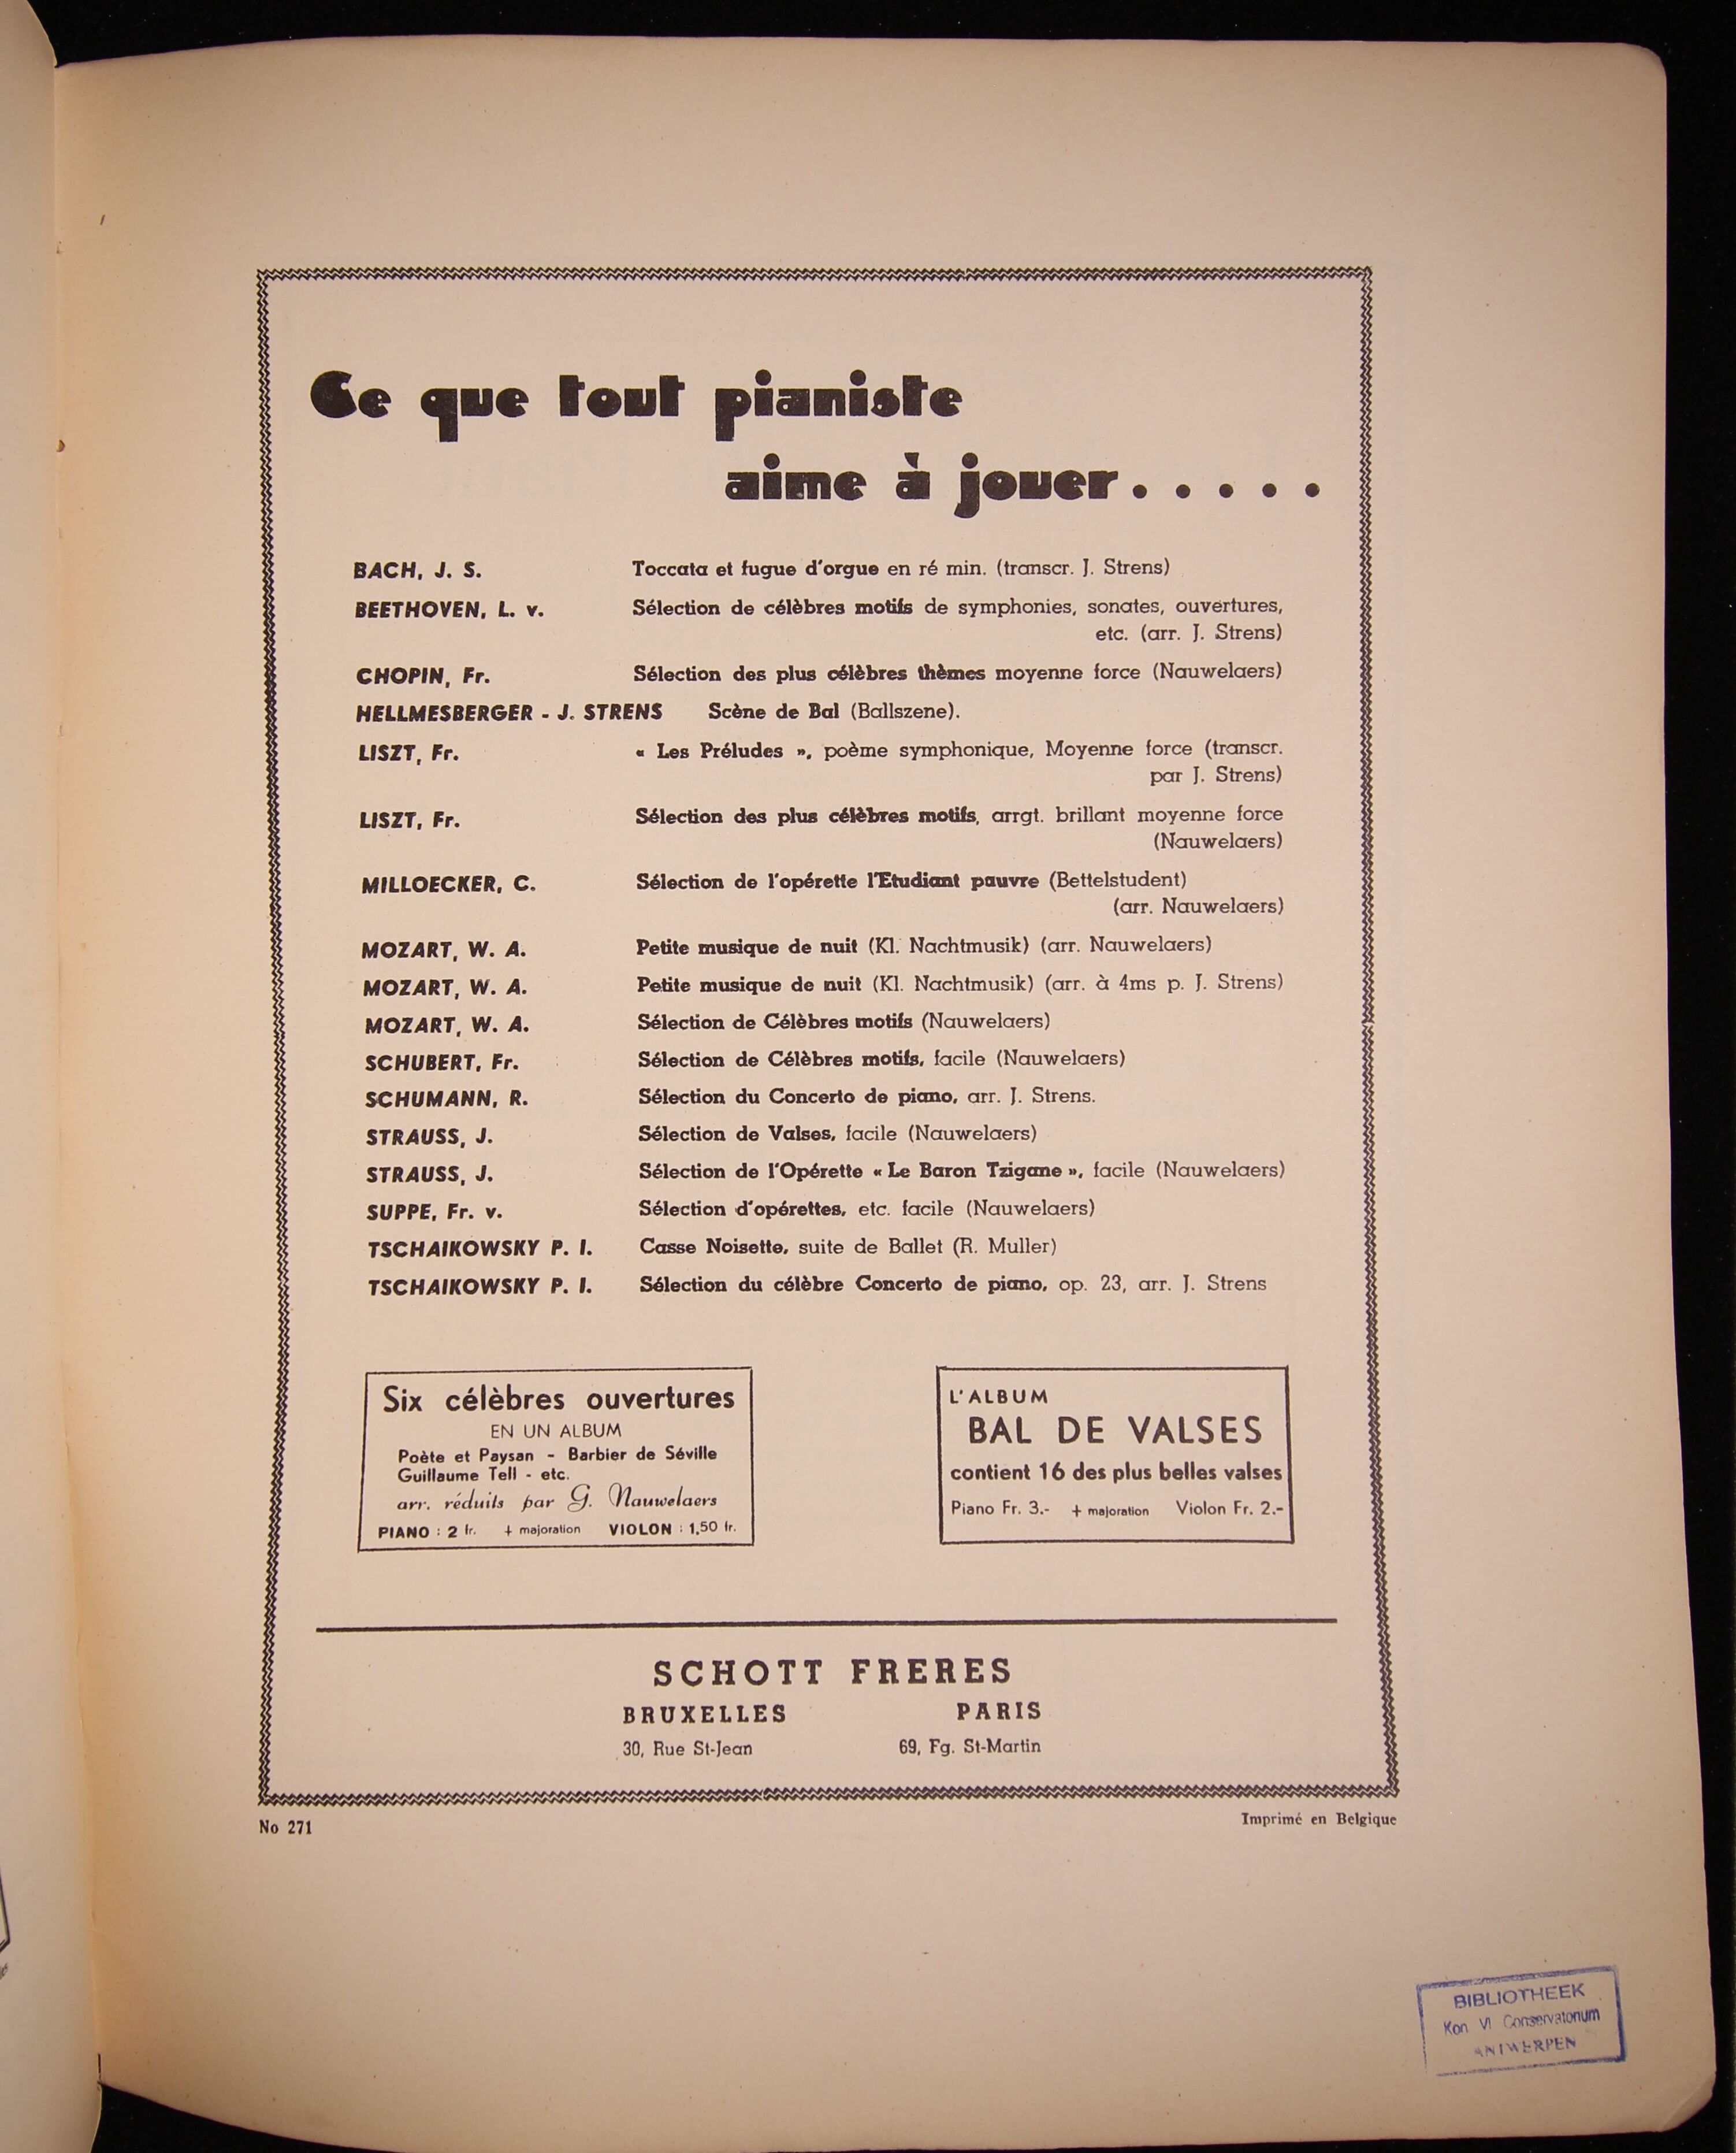 Ce que tout pianiste
aime à jouer.....
BACH, J. S. Toccata et fugue d'orgue en ré min. (transcr. J. Strens)
BEETHOVEN, L. v. Sélection de célèbres motifs de symphonies, sonates, ouvertures,
etc. (arr. J. Strens)
CHOPIN, Fr. Sélection des plus célèbres thèmes moyenne force (Nauwelaers)
HELLMESBERGER - J. STRENS Scène de Bal (Ballszene).
LISZT, Fr. « Les Préludes », poème symphonique, Moyenne force (transcr.
par J. Strens)
LISZT, Fr. Sélection des plus célèbres motifs, arrgt. brillant moyenne force
(Nauwelaers)
MILLOECKER, C. Sélection de l'opérette l'Etudiant pauvre (Bettelstudent)
(arr. Nauwelaers)
MOZART, W. A. Petite musique de nuit (Kl. Nachtmusik) (arr. Nauwelaers)
MOZART, W. A. Petite musique de nuit (Kl. Nachtmusik) (arr. à 4ms p. J. Strens)
MOZART, W. A. Sélection de Célèbres motifs (Nauwelaers)
SCHUBERT, Fr. Sélection de Célèbres motifs, facile (Nauwelaers)
SCHUMANN, R. Sélection du Concerto de piano, arr. J. Strens.
STRAUSS, J. Sélection de Valses, facile (Nauwelaers)
STRAUSS, J. Sélection de l'Opérette « Le Baron Tzigane », facile (Nauwelaers)
SUPPE, Fr. v. Sélection d'opérettes, etc. facile (Nauwelaers)
TSCHAIKOWSKY P. I. Casse Noisette, suite de Ballet (R. Muller)
TSCHAIKOWSKY P. I. Sélection du célèbre Concerto de piano, op. 23, arr. J. Strens
Six célèbres ouvertures
EN UN ALBUM
Poète et Paysan - Barbier de Séville
Guillaume Tell - etc.
arr. réduits par G. Nauwelaers
PIANO : 2 fr. + majoration VIOLON : 1,50 fr.
L'ALBUM
BAL DE VALSES
contient 16 des plus belles valses
Piano Fr. 3.- + majoration Violon Fr. 2.-
SCHOTT FRERES
BRUXELLES PARIS
30, Rue St-Jean 69, Fg. St-Martin
No 271 Imprimé en Belgique
BIBLIOTHEEK
Kon Vl Conservatorium
ANTWERPEN